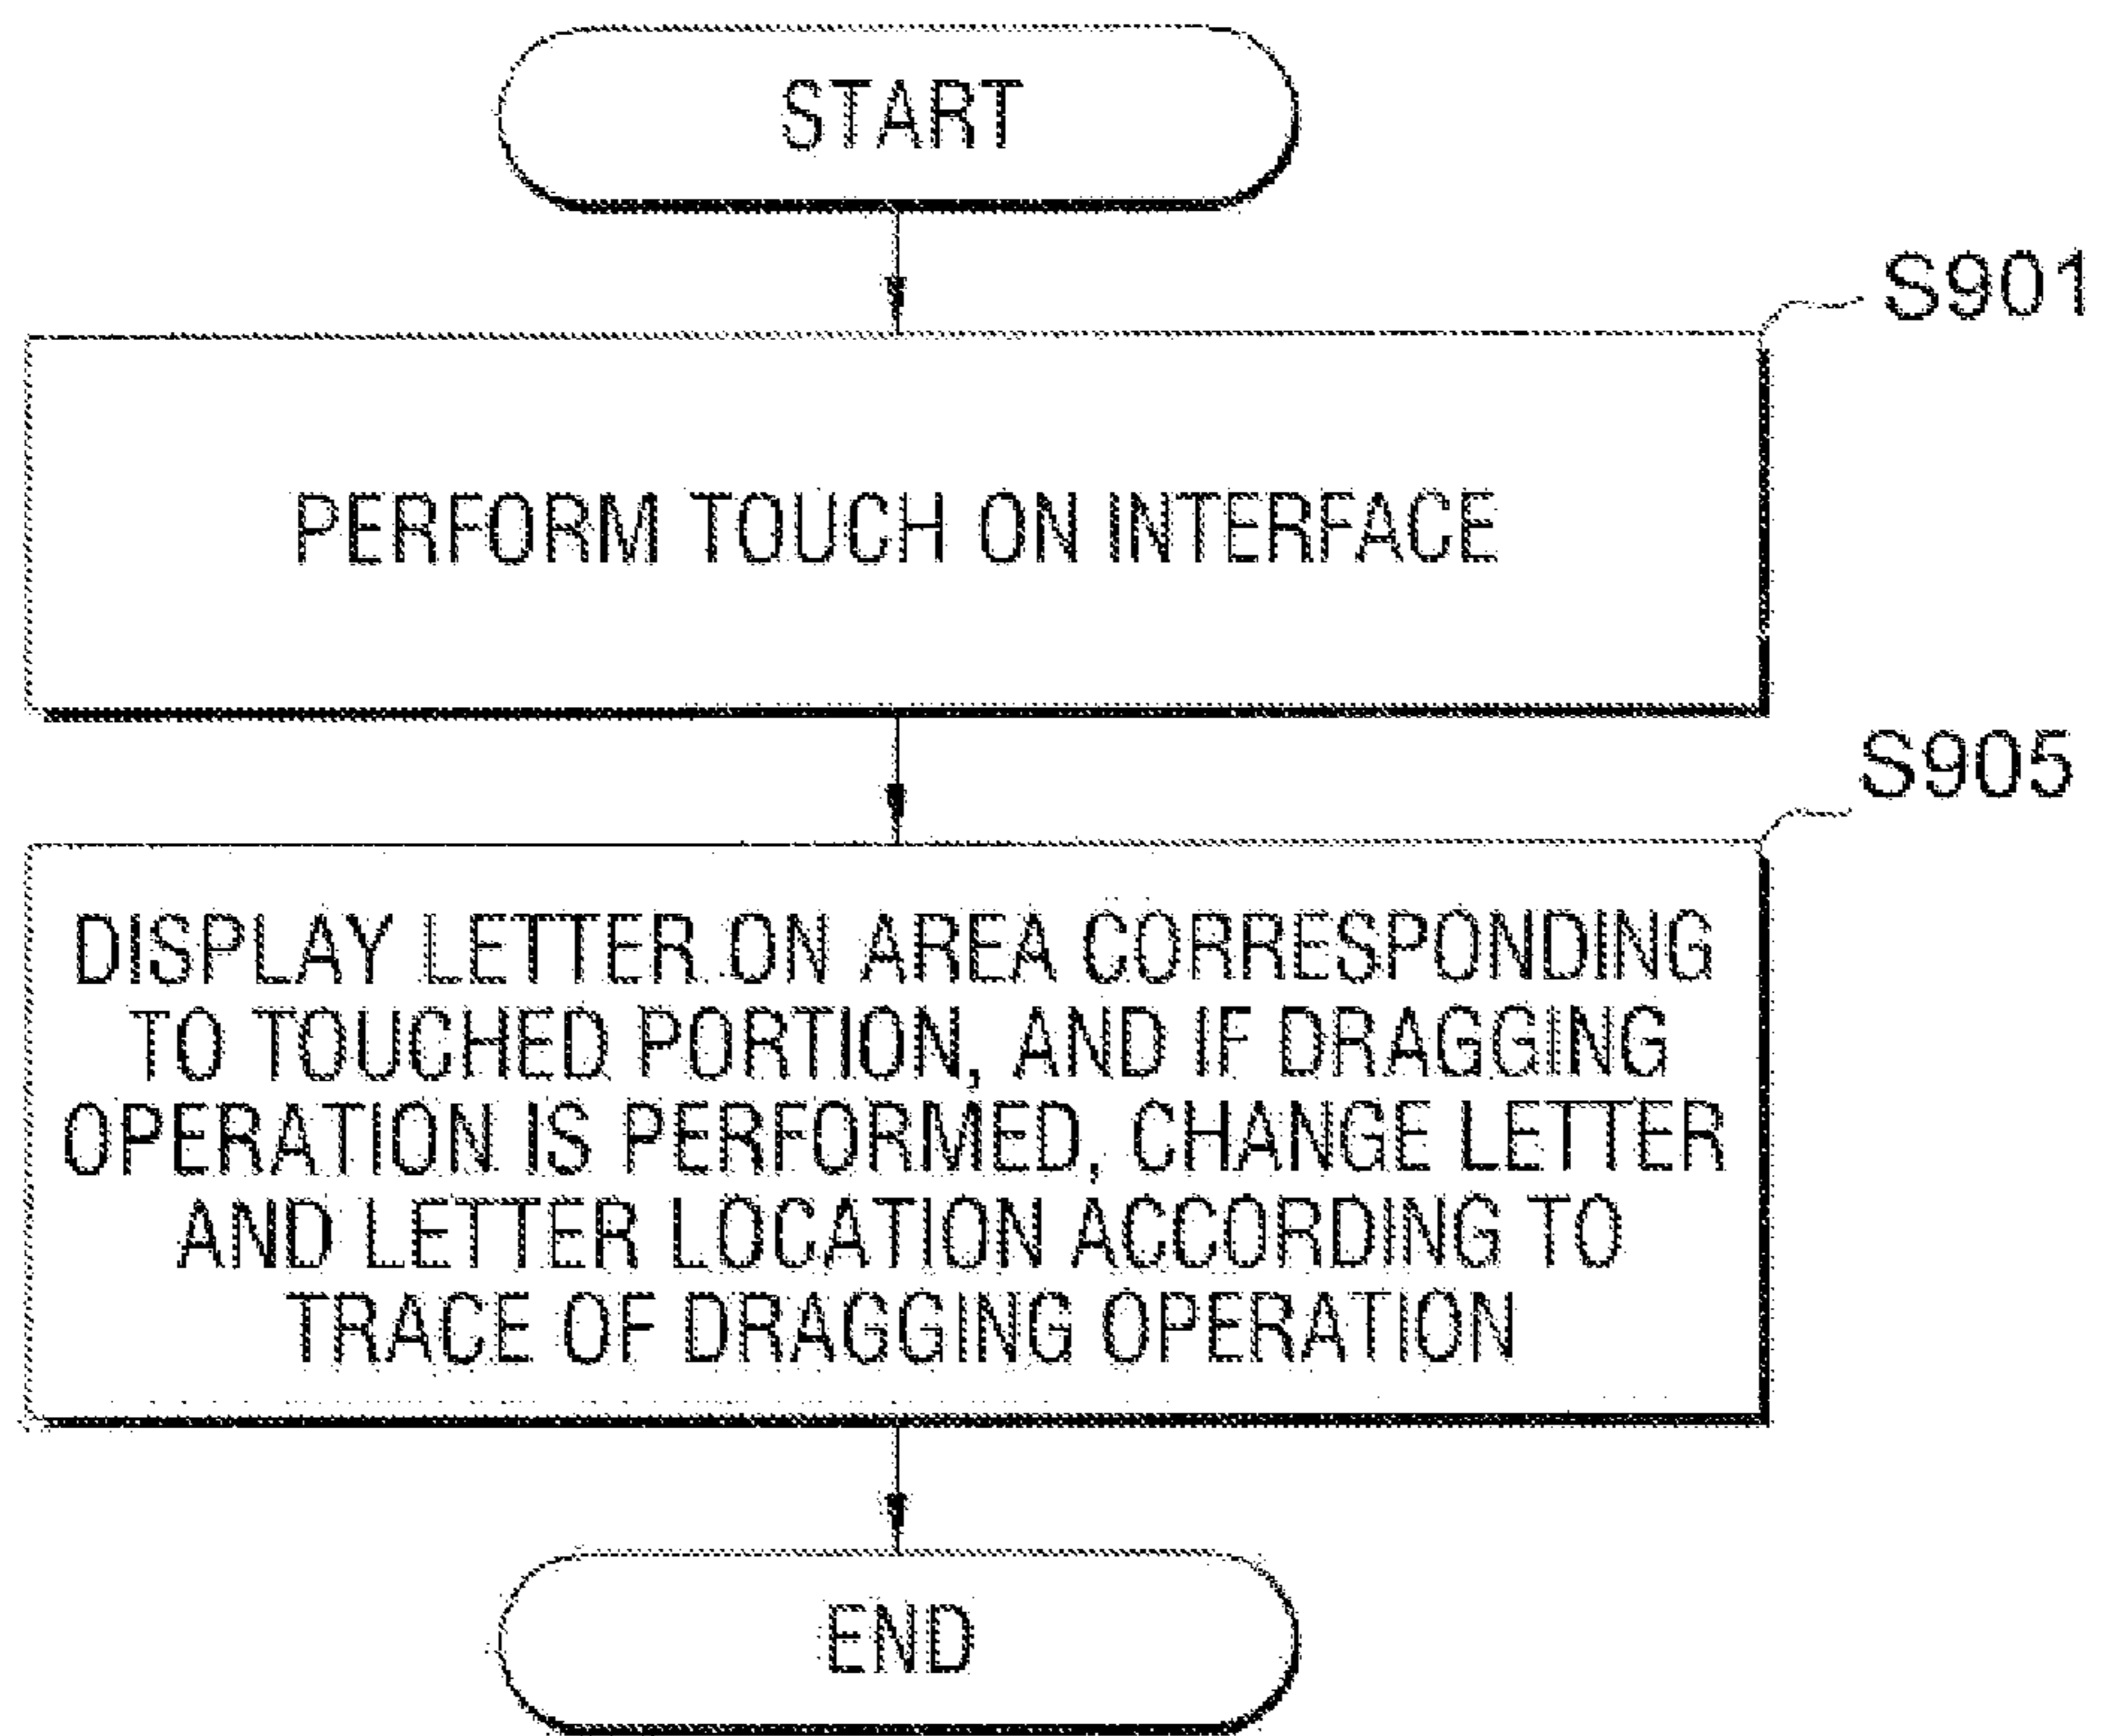 START
S901
PERFORM TOUCH ON INTERFACE
S905
DISPLAY LETTER ON AREA CORRESPONDING
TO TOUCHED PORTION, AND IF DRAGGING
OPERATION IS PERFORMED, CHANGE LETTER
AND LETTER LOCATION ACCORDING TO
TRACE OF DRAGGING OPERATION
END